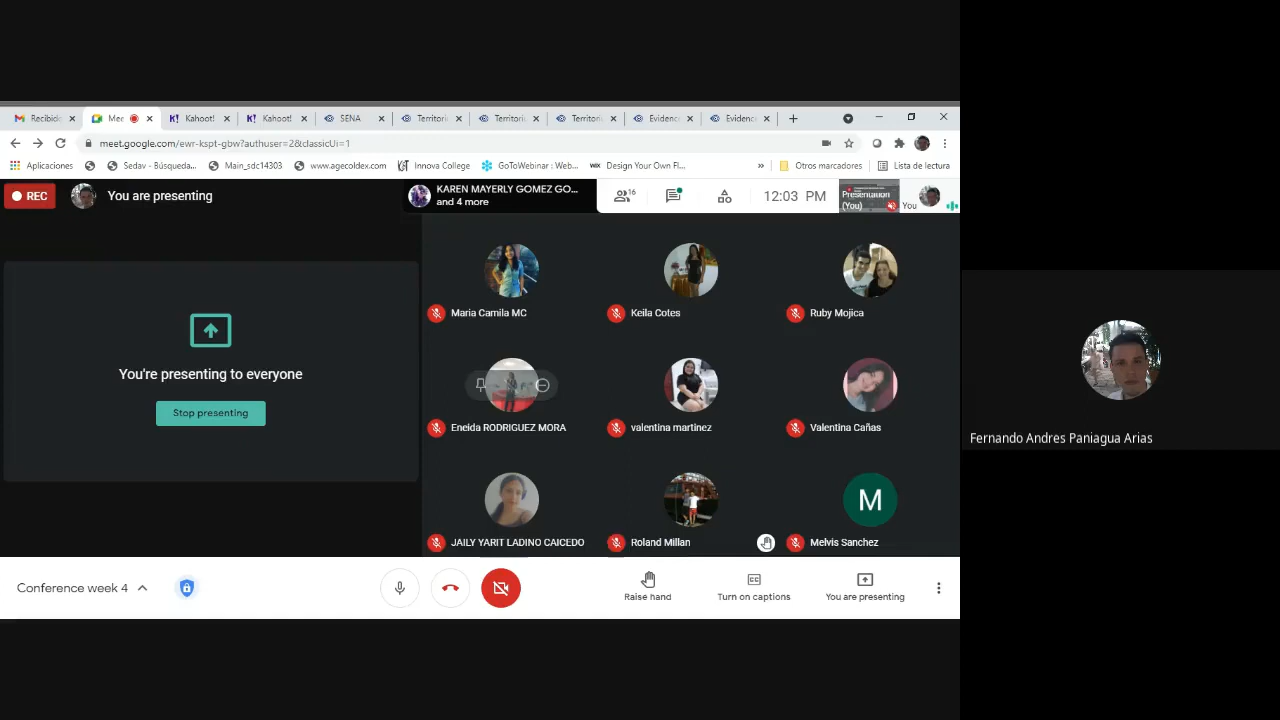 Recibido
Mee
Kahoot!
Kahoot!
SENA
Territori
Territori
Territori
Evidenc
Evidenc
meet.google.com/ewr-kspt-gbw?authuser=2&classicUi=1
Aplicaciones
Sedav - Búsqueda...
Main_sdc14303
www.agecoldex.com
Innova College
GoToWebinar : Web...
WIX Design Your Own Fl...
»
Otros marcadores
Lista de lectura
REC
You are presenting
KAREN MAYERLY GOMEZ GO...
and 4 more
16
12:03 PM
Presentation
(You)
You
Maria Camila MC
Keila Cotes
Ruby Mojica
You're presenting to everyone
Stop presenting
Eneida RODRIGUEZ MORA
valentina martinez
Valentina Cañas
JAILY YARIT LADINO CAICEDO
Roland Millan
M
Melvis Sanchez
Fernando Andres Paniagua Arias
Conference week 4
Raise hand
CC
Turn on captions
You are presenting